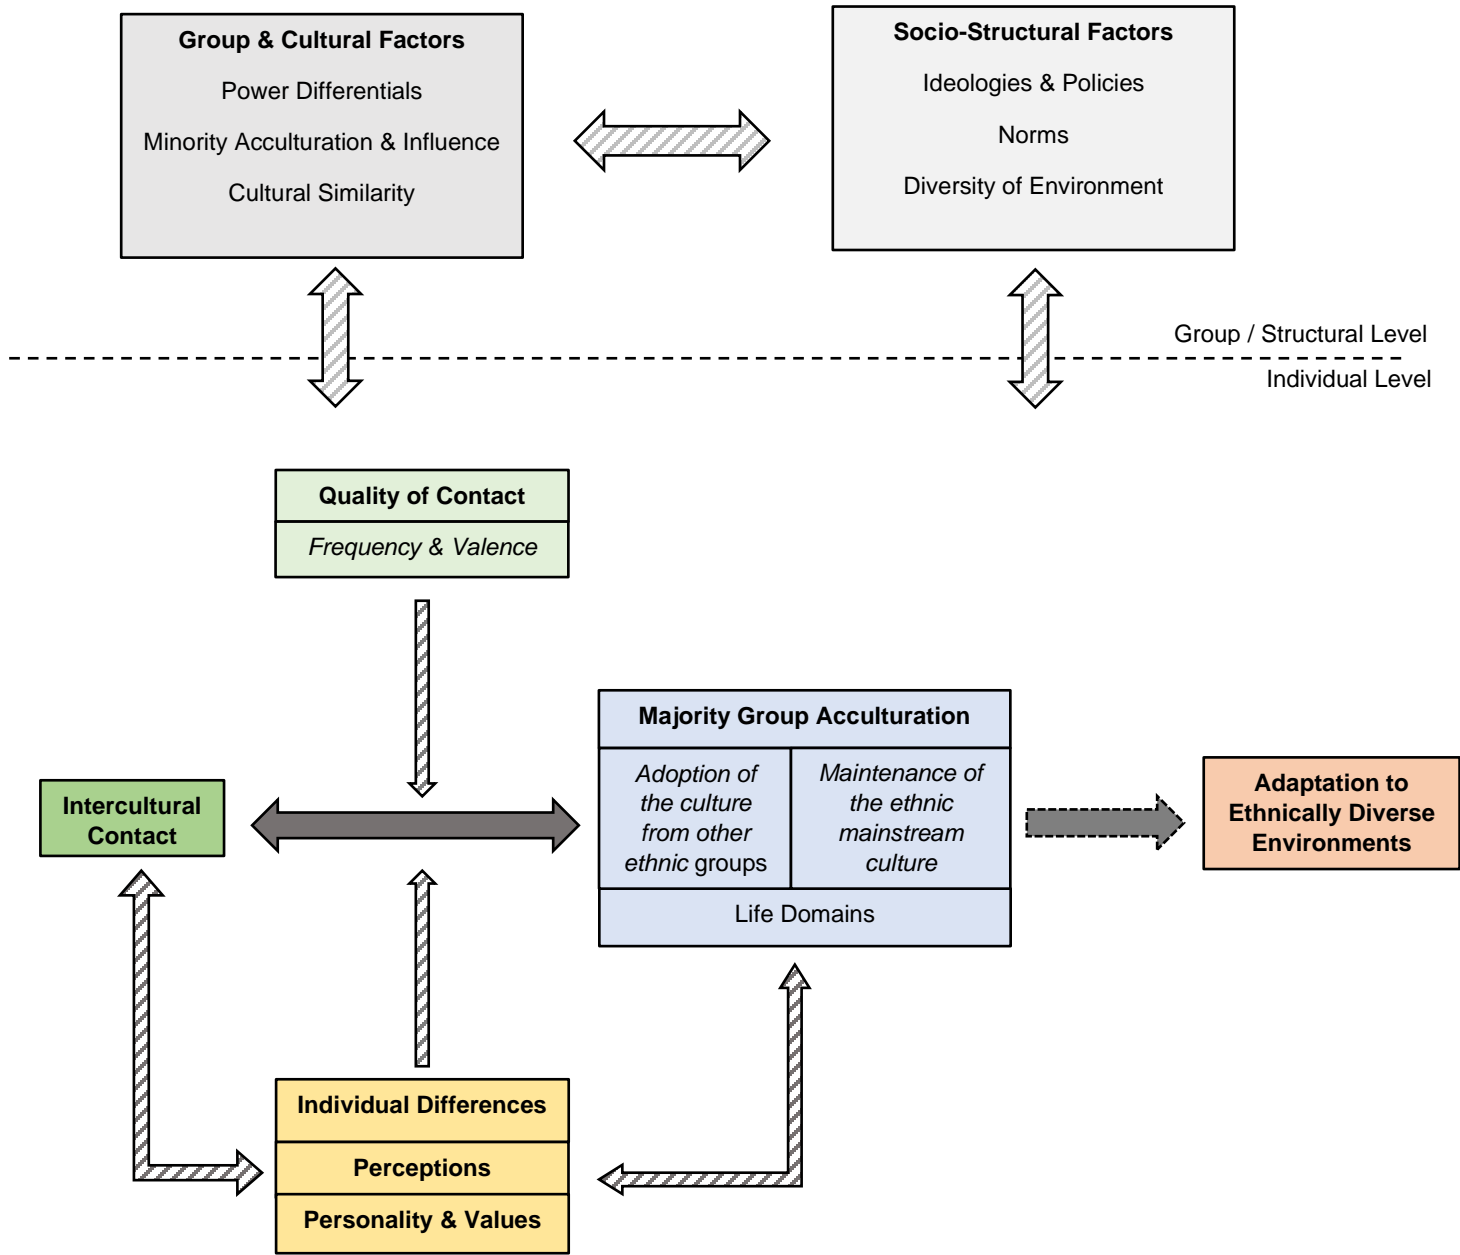 Group & Cultural Factors
Power Differentials
Minority Acculturation & Influence
Cultural Similarity
Socio-Structural Factors
Ideologies & Policies
Norms
Diversity of Environment
Group / Structural Level
Individual Level
Quality of Contact
Frequency & Valence
Majority Group Acculturation
Adoption of
the culture
from other
ethnic groups
Maintenance of
the ethnic
mainstream
culture
Life Domains
Intercultural
Contact
Adaptation to
Ethnically Diverse
Environments
Individual Differences
Perceptions
Personality & Values